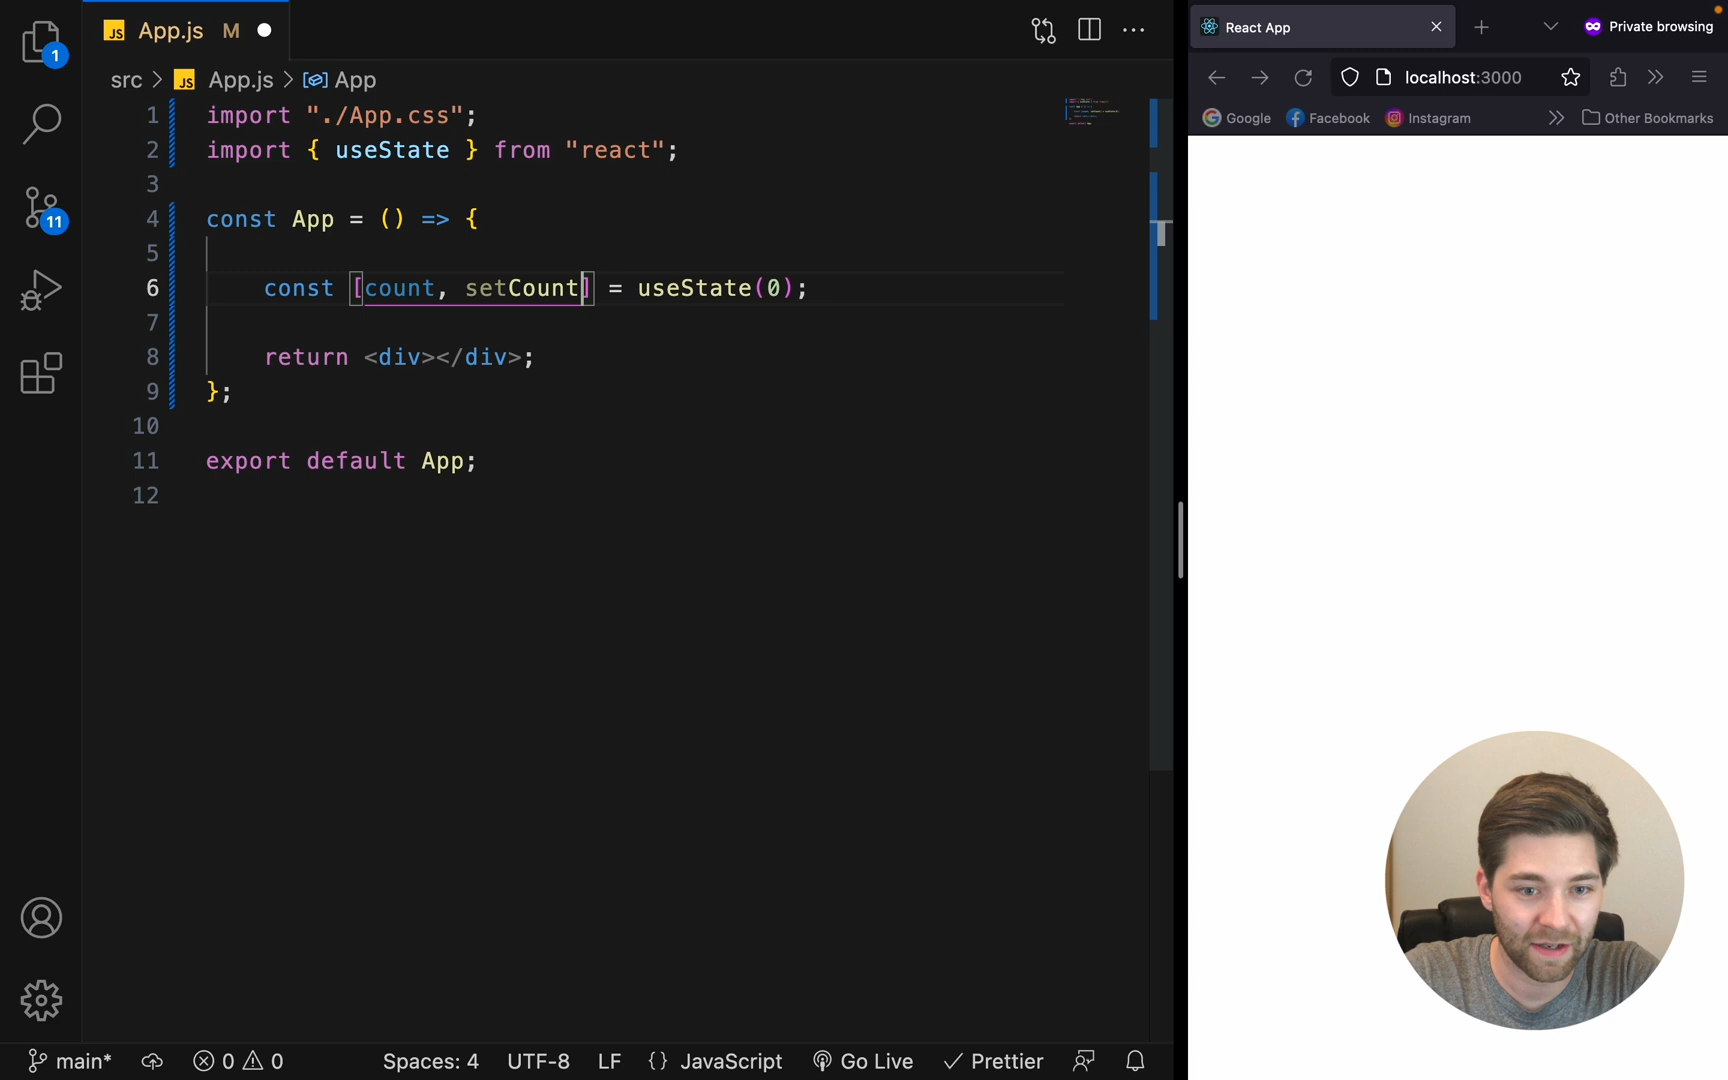 1
11
JS App.js M
src > JS App.js > App
1 import "./App.css";
2 import { useState } from "react";
3
4 const App = () => {
5
6 const [count, setCount] = useState(0);
7
8 return <div></div>;
9 };
10
11 export default App;
12
main* 0 0 Spaces: 4 UTF-8 LF {} JavaScript Go Live Prettier
React App
Private browsing
localhost:3000
Google Facebook Instagram Other Bookmarks